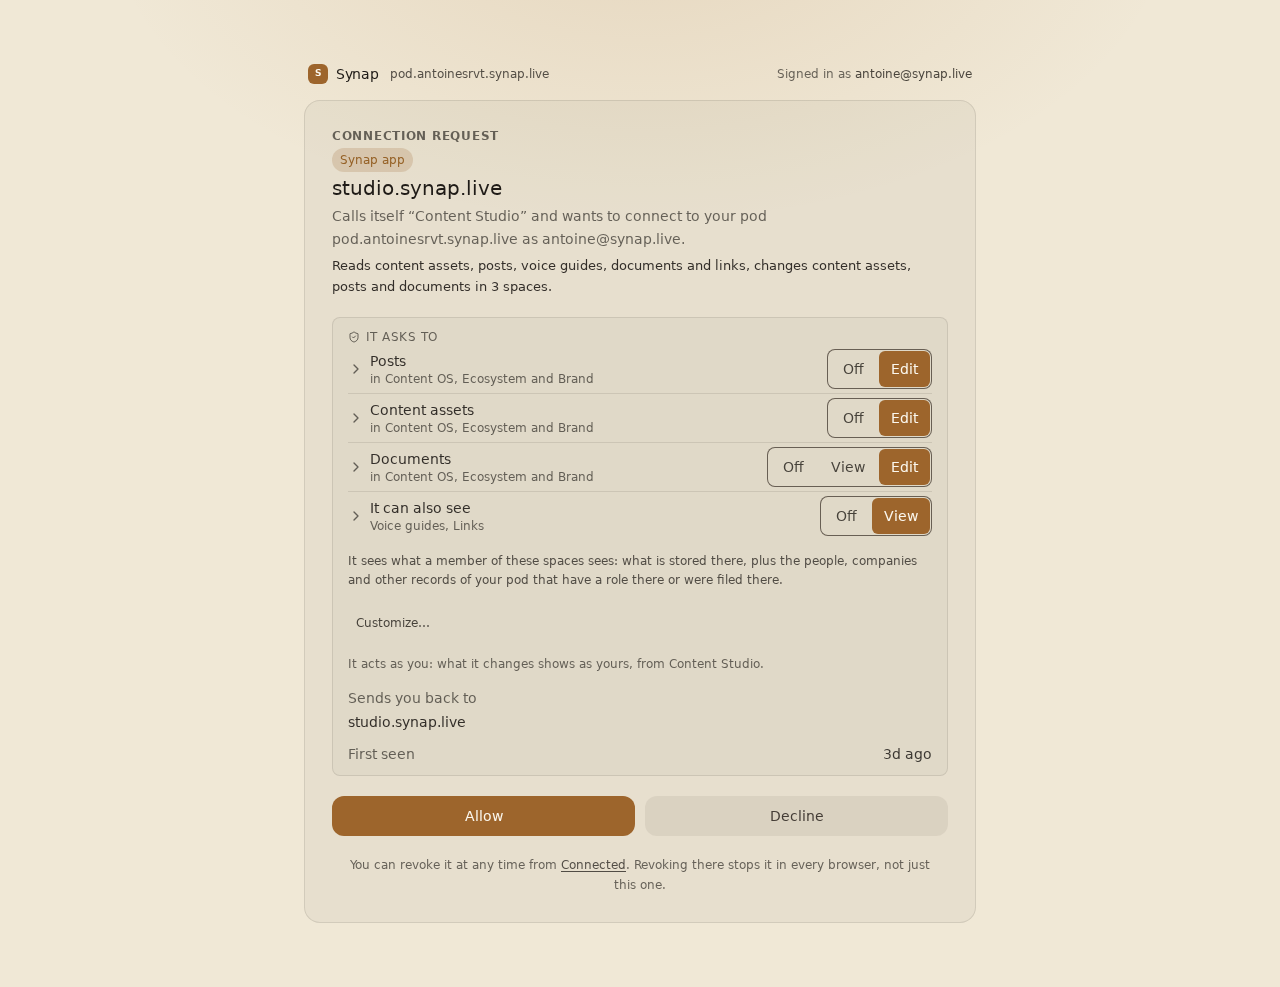 S Synap pod.antoinesrvt.synap.live Signed in as antoine@synap.live
CONNECTION REQUEST
Synap app
studio.synap.live
Calls itself “Content Studio” and wants to connect to your pod
pod.antoinesrvt.synap.live as antoine@synap.live.
Reads content assets, posts, voice guides, documents and links, changes content assets,
posts and documents in 3 spaces.
IT ASKS TO
Posts
in Content OS, Ecosystem and Brand
Off Edit
Content assets
in Content OS, Ecosystem and Brand
Off Edit
Documents
in Content OS, Ecosystem and Brand
Off View Edit
It can also see
Voice guides, Links
Off View
It sees what a member of these spaces sees: what is stored there, plus the people, companies
and other records of your pod that have a role there or were filed there.
Customize...
It acts as you: what it changes shows as yours, from Content Studio.
Sends you back to
studio.synap.live
First seen 3d ago
Allow Decline
You can revoke it at any time from Connected. Revoking there stops it in every browser, not just
this one.